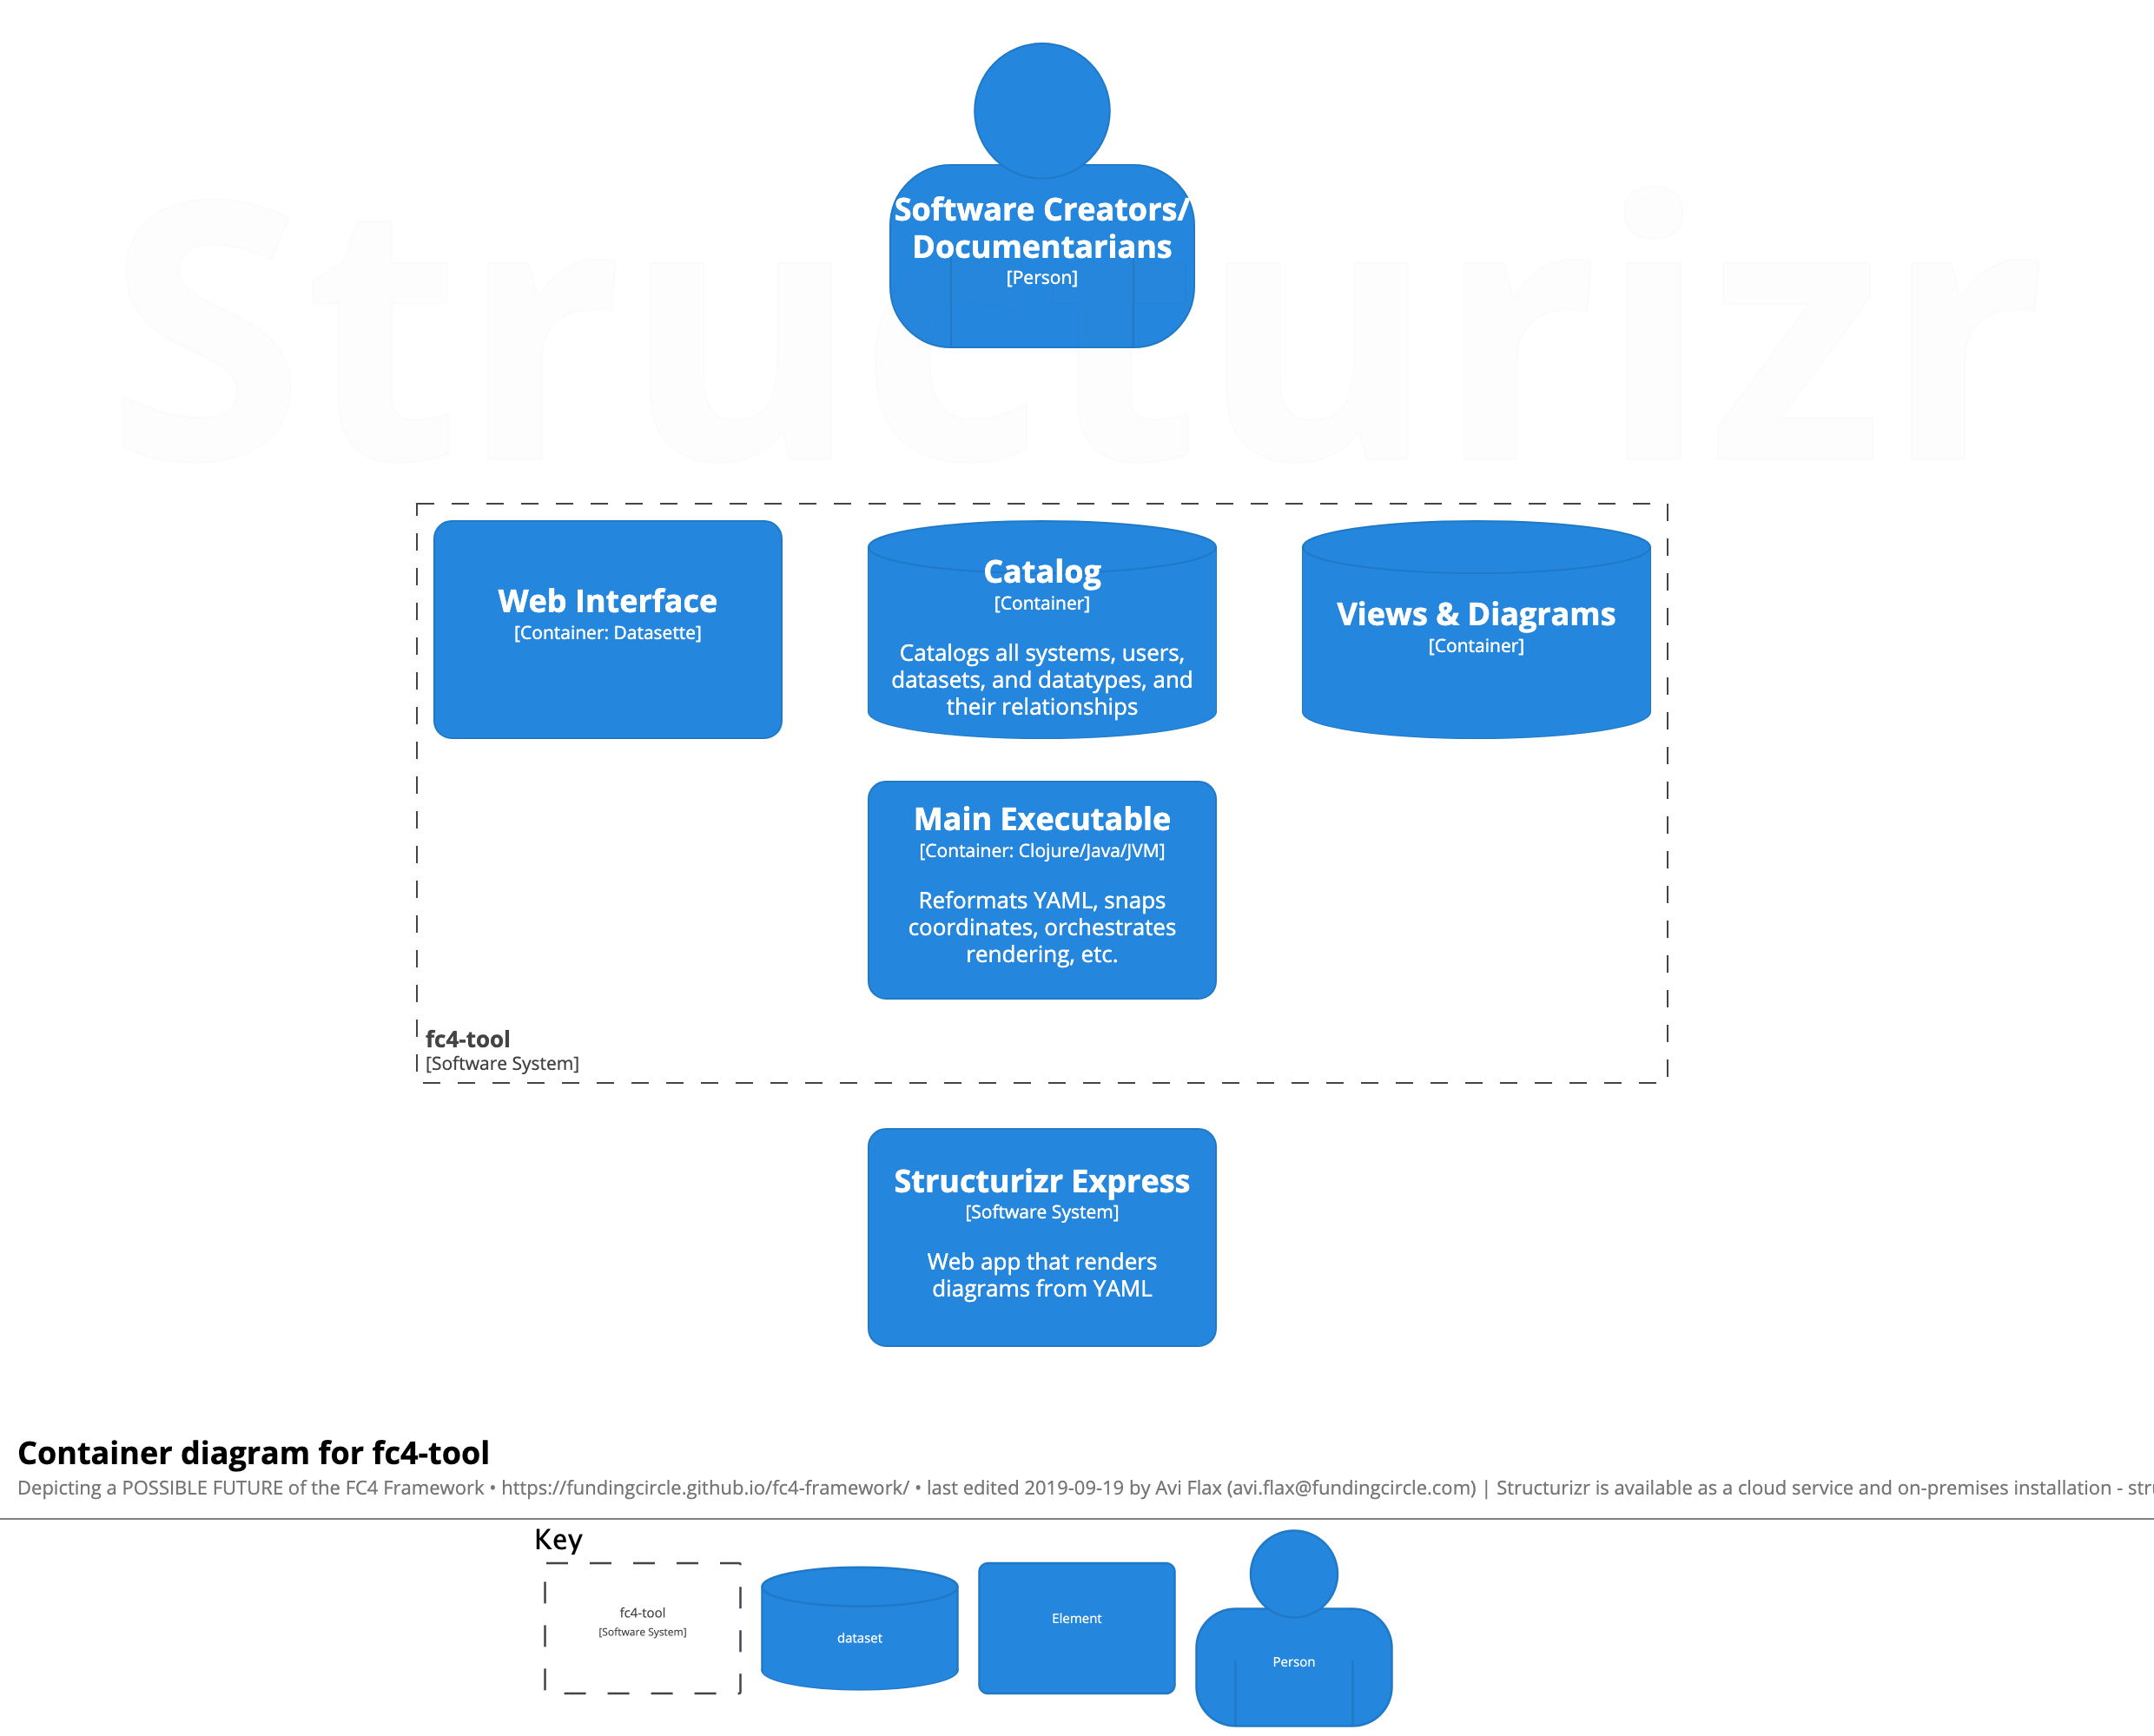 Structurizr
Software Creators/
Documentarians
[Person]
Web Interface
[Container: Datasette]
Catalog
[Container]
Catalogs all systems, users,
datasets, and datatypes, and
their relationships
Views & Diagrams
[Container]
Main Executable
[Container: Clojure/Java/JVM]
Reformats YAML, snaps
coordinates, orchestrates
rendering, etc.
fc4-tool
[Software System]
Structurizr Express
[Software System]
Web app that renders
diagrams from YAML
Container diagram for fc4-tool
Depicting a POSSIBLE FUTURE of the FC4 Framework • https://fundingcircle.github.io/fc4-framework/ • last edited 2019-09-19 by Avi Flax (avi.flax@fundingcircle.com) | Structurizr is available as a cloud service and on-premises installation -
Key
fc4-tool
[Software System]
dataset
Element
Person